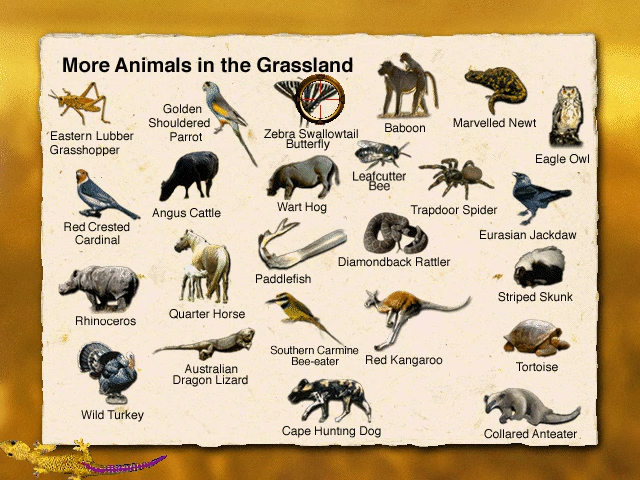 More Animals in the Grassland
Eastern Lubber
Grasshopper
Golden
Shouldered
Parrot
Zebra Swallowtail
Butterfly
Baboon
Marvelled Newt
Eagle Owl
Red Crested
Cardinal
Angus Cattle
Wart Hog
Leafcutter
Bee
Trapdoor Spider
Eurasian Jackdaw
Rhinoceros
Quarter Horse
Paddlefish
Diamondback Rattler
Striped Skunk
Wild Turkey
Australian
Dragon Lizard
Southern Carmine
Bee-eater
Red Kangaroo
Tortoise
Cape Hunting Dog
Collared Anteater